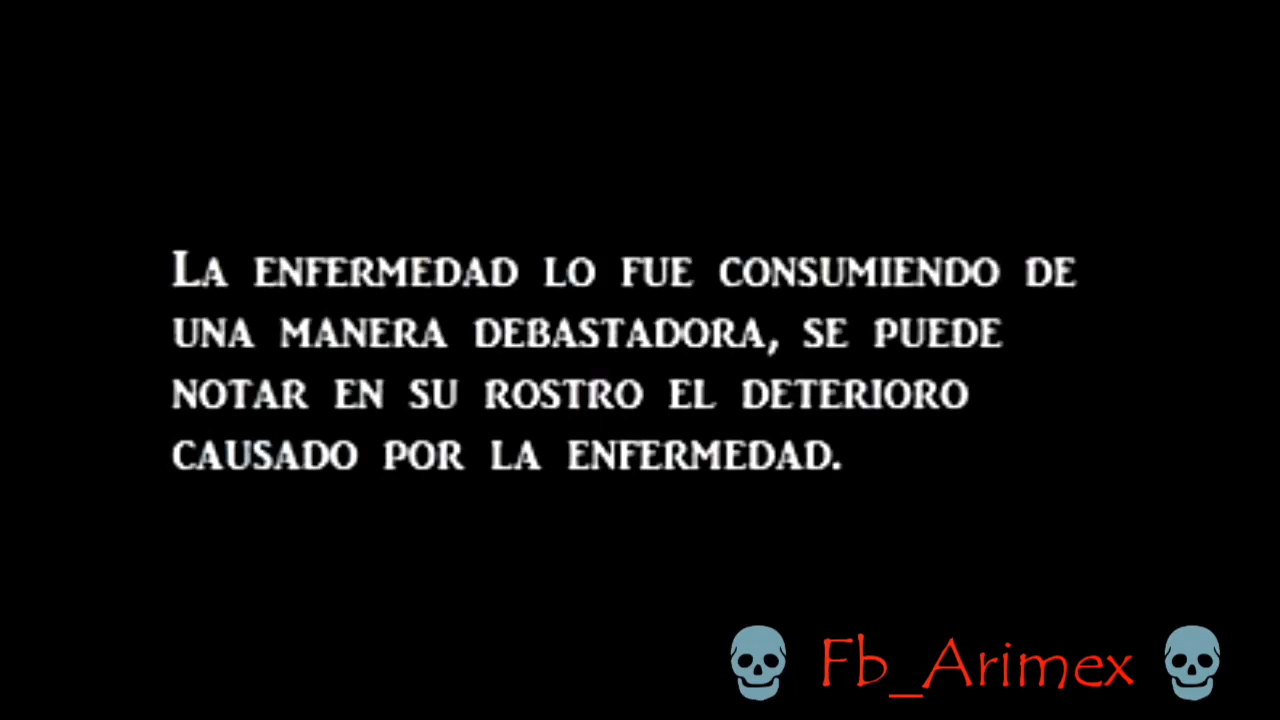 La enfermedad lo fue consumiendo de
una manera debastadora, se puede
notar en su rostro el deterioro
causado por la enfermedad.
Fb_Arimex